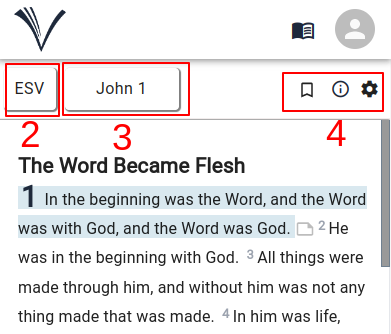 ESV John 1
2 3 4
The Word Became Flesh
1 In the beginning was the Word, and the Word
was with God, and the Word was God. 2 He
was in the beginning with God. 3 All things were
made through him, and without him was not any
thing made that was made. 4 In him was life,